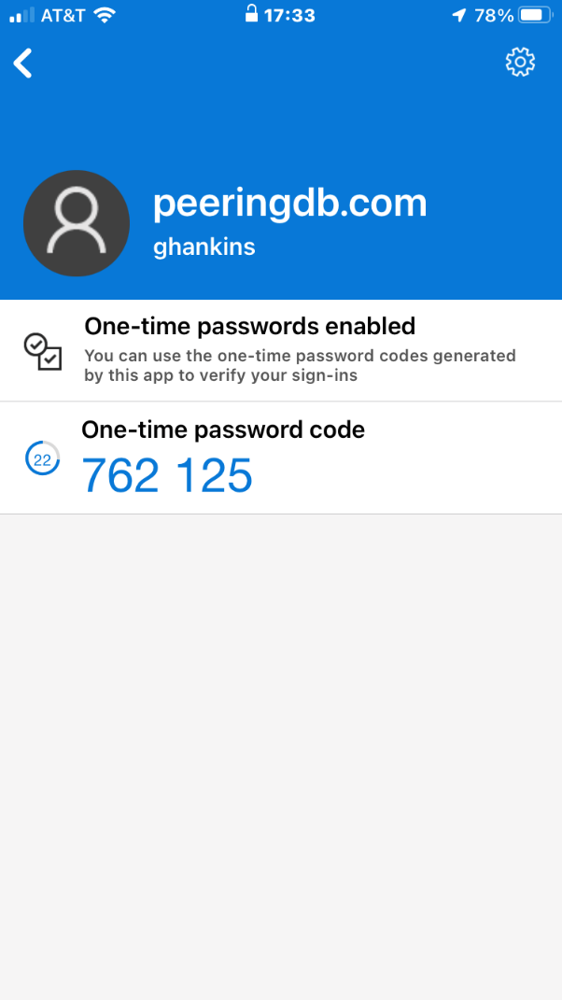 AT&T 17:33 78%
peeringdb.com
ghankins
One-time passwords enabled
You can use the one-time password codes generated
by this app to verify your sign-ins
One-time password code
22
762 125